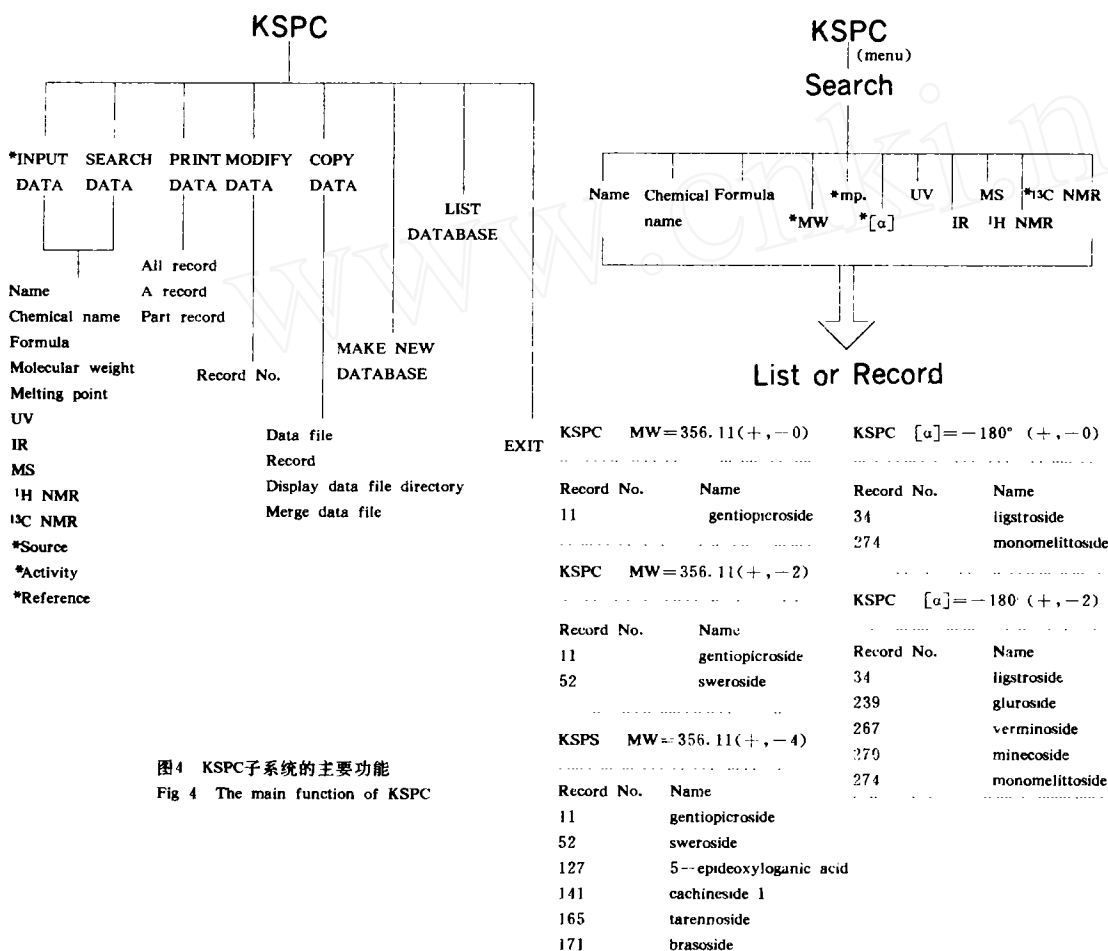 KSPC
*INPUT DATA
SEARCH DATA
PRINT DATA
MODIFY DATA
COPY DATA
LIST DATABASE
All record
A record
Part record
Name
Chemical name
Formula
Molecular weight
Melting point
UV
IR
MS
¹H NMR
¹³C NMR
*Source
*Activity
*Reference
Record No.
MAKE NEW DATABASE
Data file
Record
Display data file directory
Merge data file
EXIT
图4 KSPC子系统的主要功能
Fig 4 The main function of KSPC
KSPC
(menu)
Search
Name
Chemical name
Formula
*MW
*mp.
*[α]
UV
IR
MS
¹H NMR
*¹³C NMR
List or Record
KSPC MW=356.11(+,-0)
Record No. Name
11 gentiopicroside
KSPC MW=356.11(+,-2)
Record No. Name
11 gentiopicroside
52 sweroside
KSPS MW=356.11(+,-4)
Record No. Name
11 gentiopicroside
52 sweroside
127 5--epideoxyloganic acid
141 cachineside 1
165 tarennoside
171 brasoside
KSPC [α]=-180° (+,-0)
Record No. Name
34 ligstroside
274 monomelittoside
KSPC [α]=-180 (+,-2)
Record No. Name
34 ligstroside
239 gluroside
267 verminoside
minecoside
274 monomelittoside
www.cnki.n